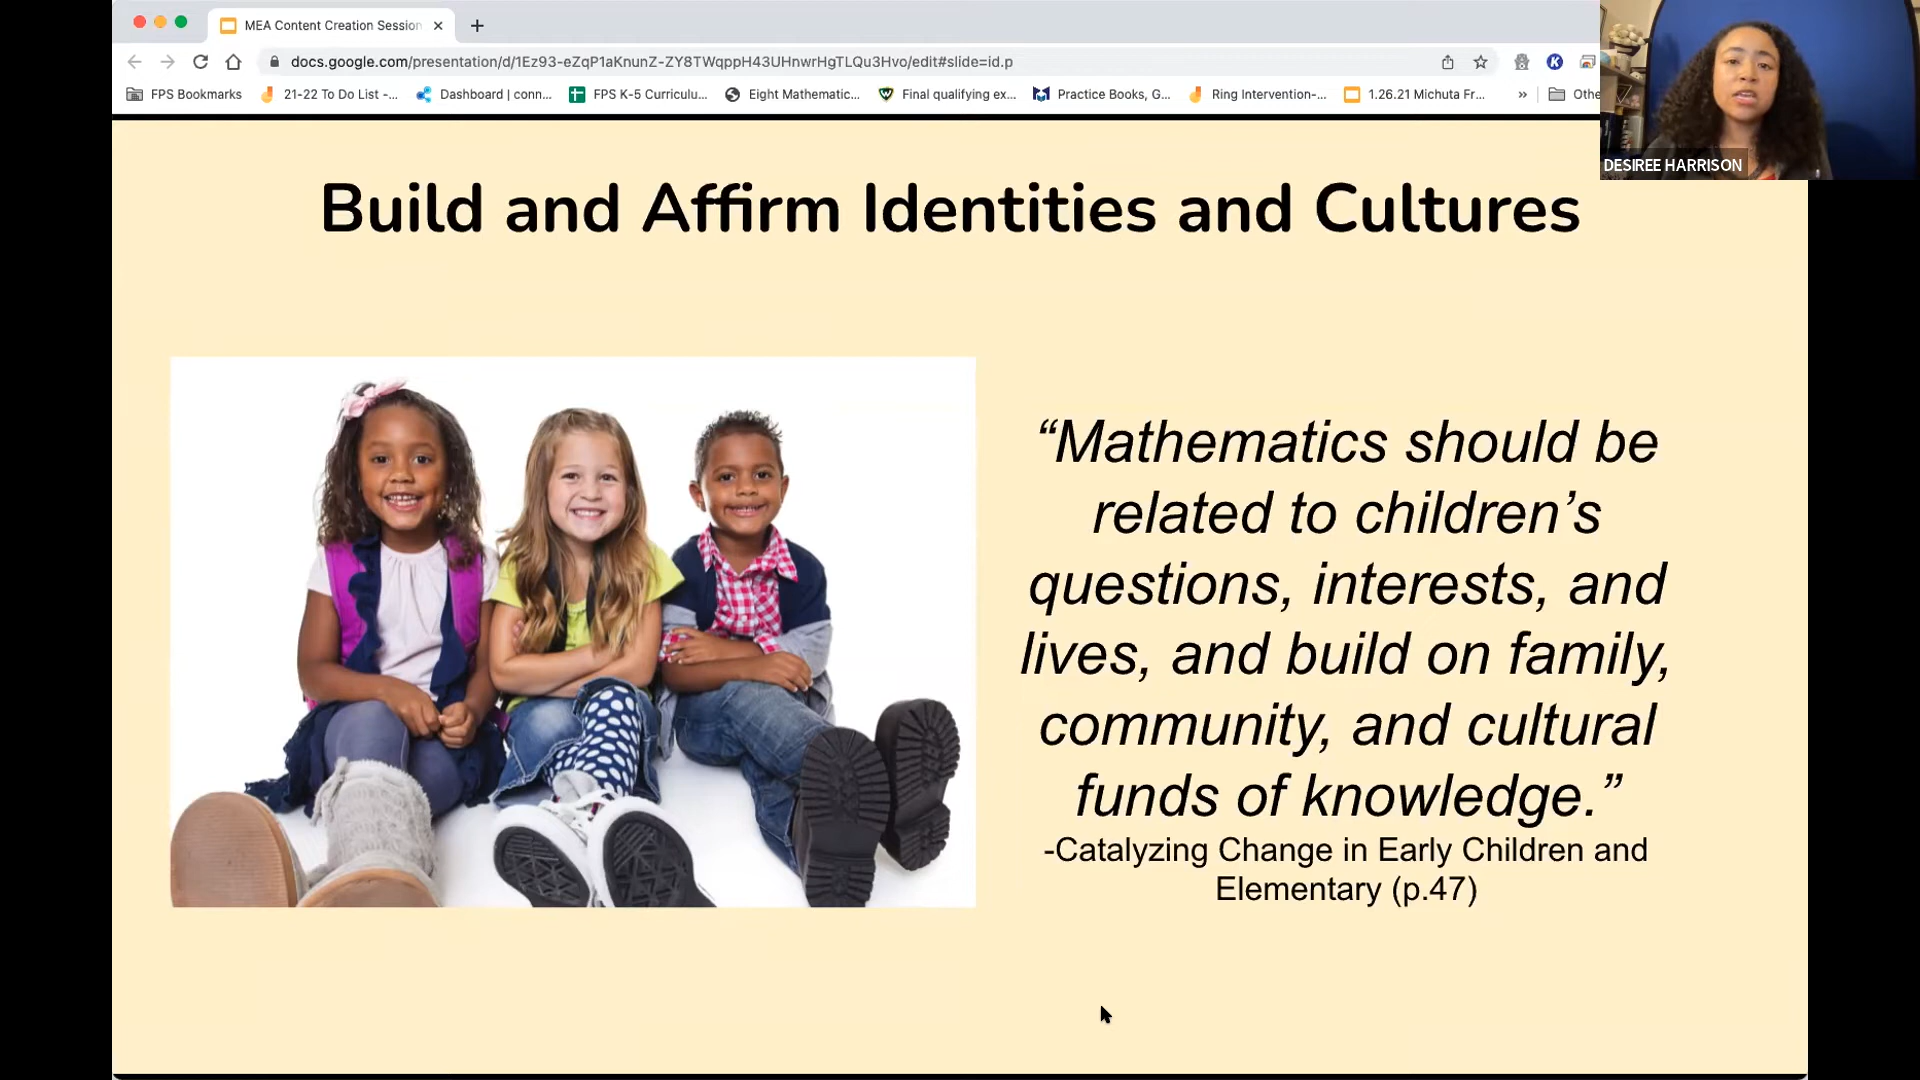 MEA Content Creation Session
docs.google.com/presentation/d/1Ez93-eZqP1aKnunZ-ZY8TWqppH43UHnwrHgTLQu3Hvo/edit#slide=id.p
FPS Bookmarks 21-22 To Do List -... Dashboard | conn... FPS K-5 Curriculu... Eight Mathematic... Final qualifying ex... Practice Books, G... Ring Intervention-... 1.26.21 Michuta Fr... » Othe
K
DESIREE HARRISON
Build and Affirm Identities and Cultures
“Mathematics should be
related to children’s
questions, interests, and
lives, and build on family,
community, and cultural
funds of knowledge.”
-Catalyzing Change in Early Children and
Elementary (p.47)